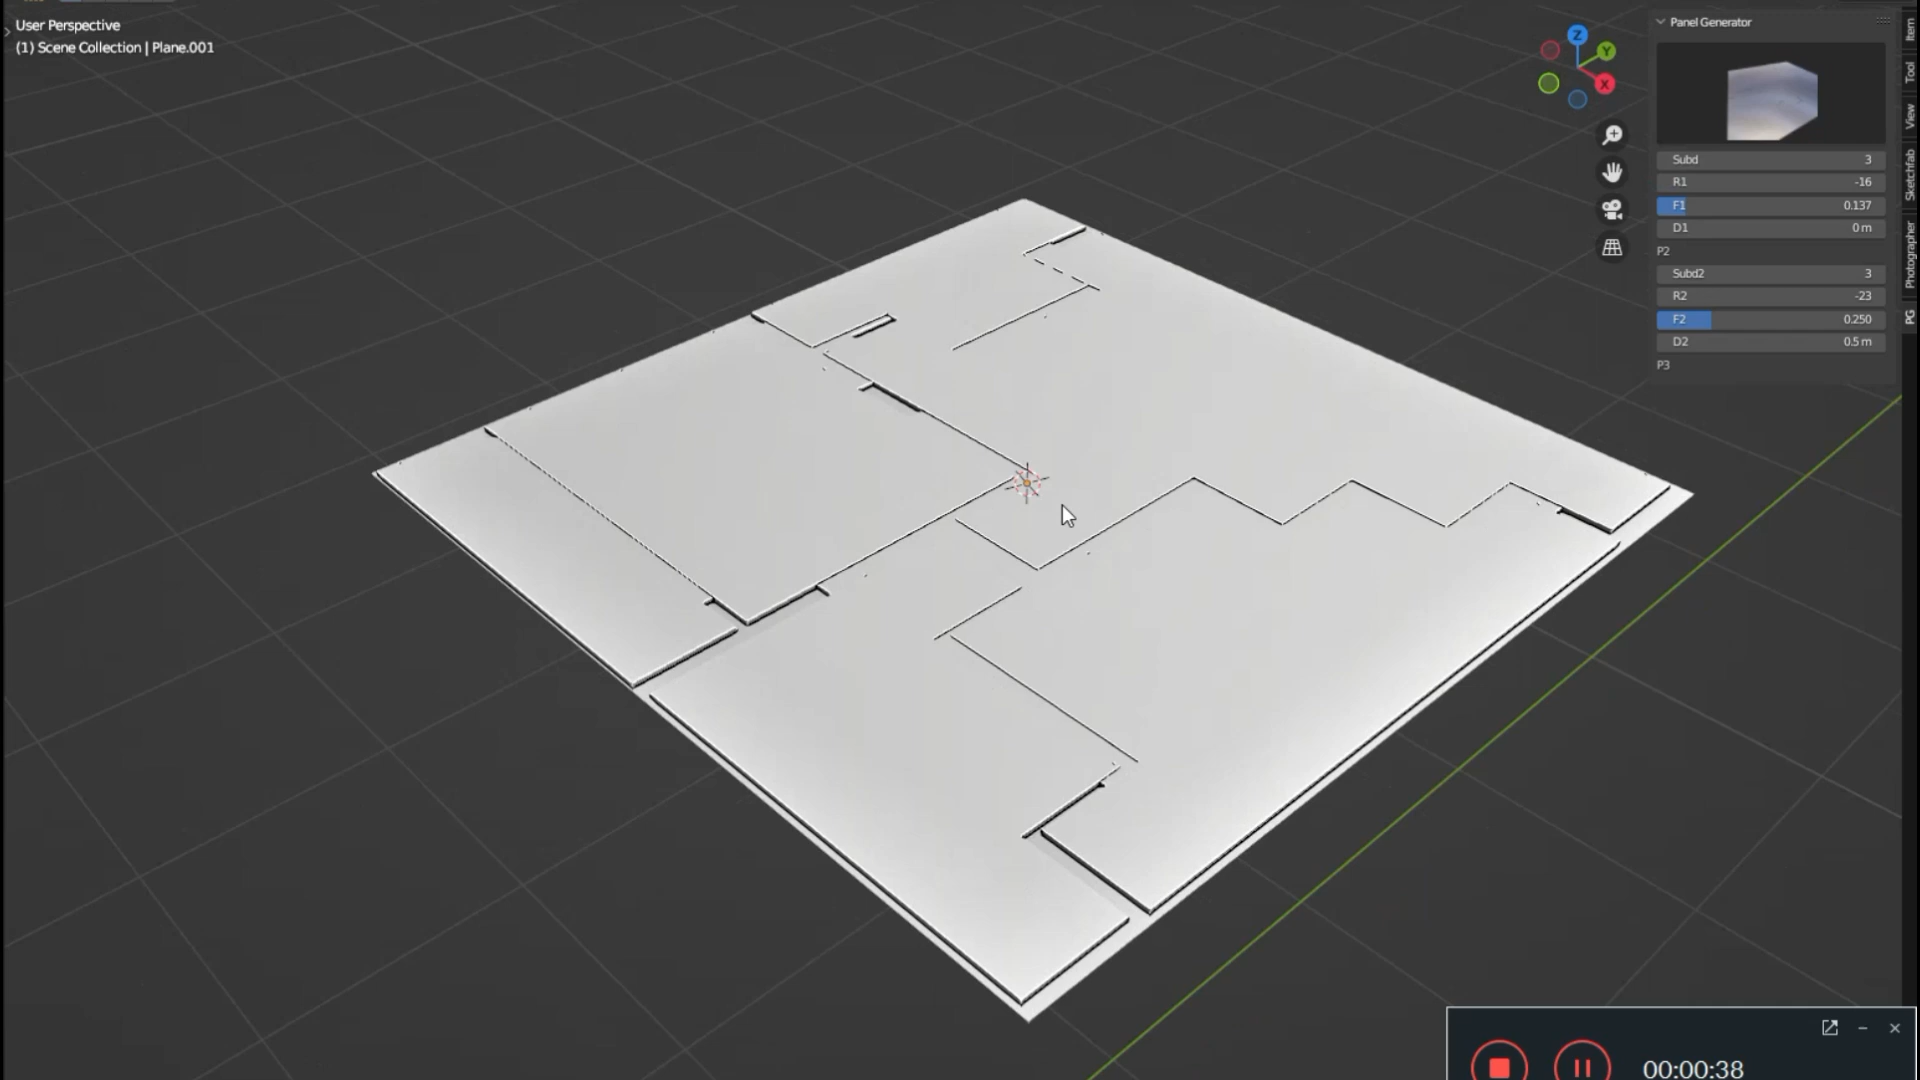 User Perspective
(1) Scene Collection | Plane.001
Z
Y
X
Panel Generator
Subd 3
R1 -16
F1 0.137
D1 0 m
P2
Subd2 3
R2 -23
F2 0.250
D2 0.5 m
P3
Item
Tool
View
Sketchfab
Photographer
PG
00:00:38